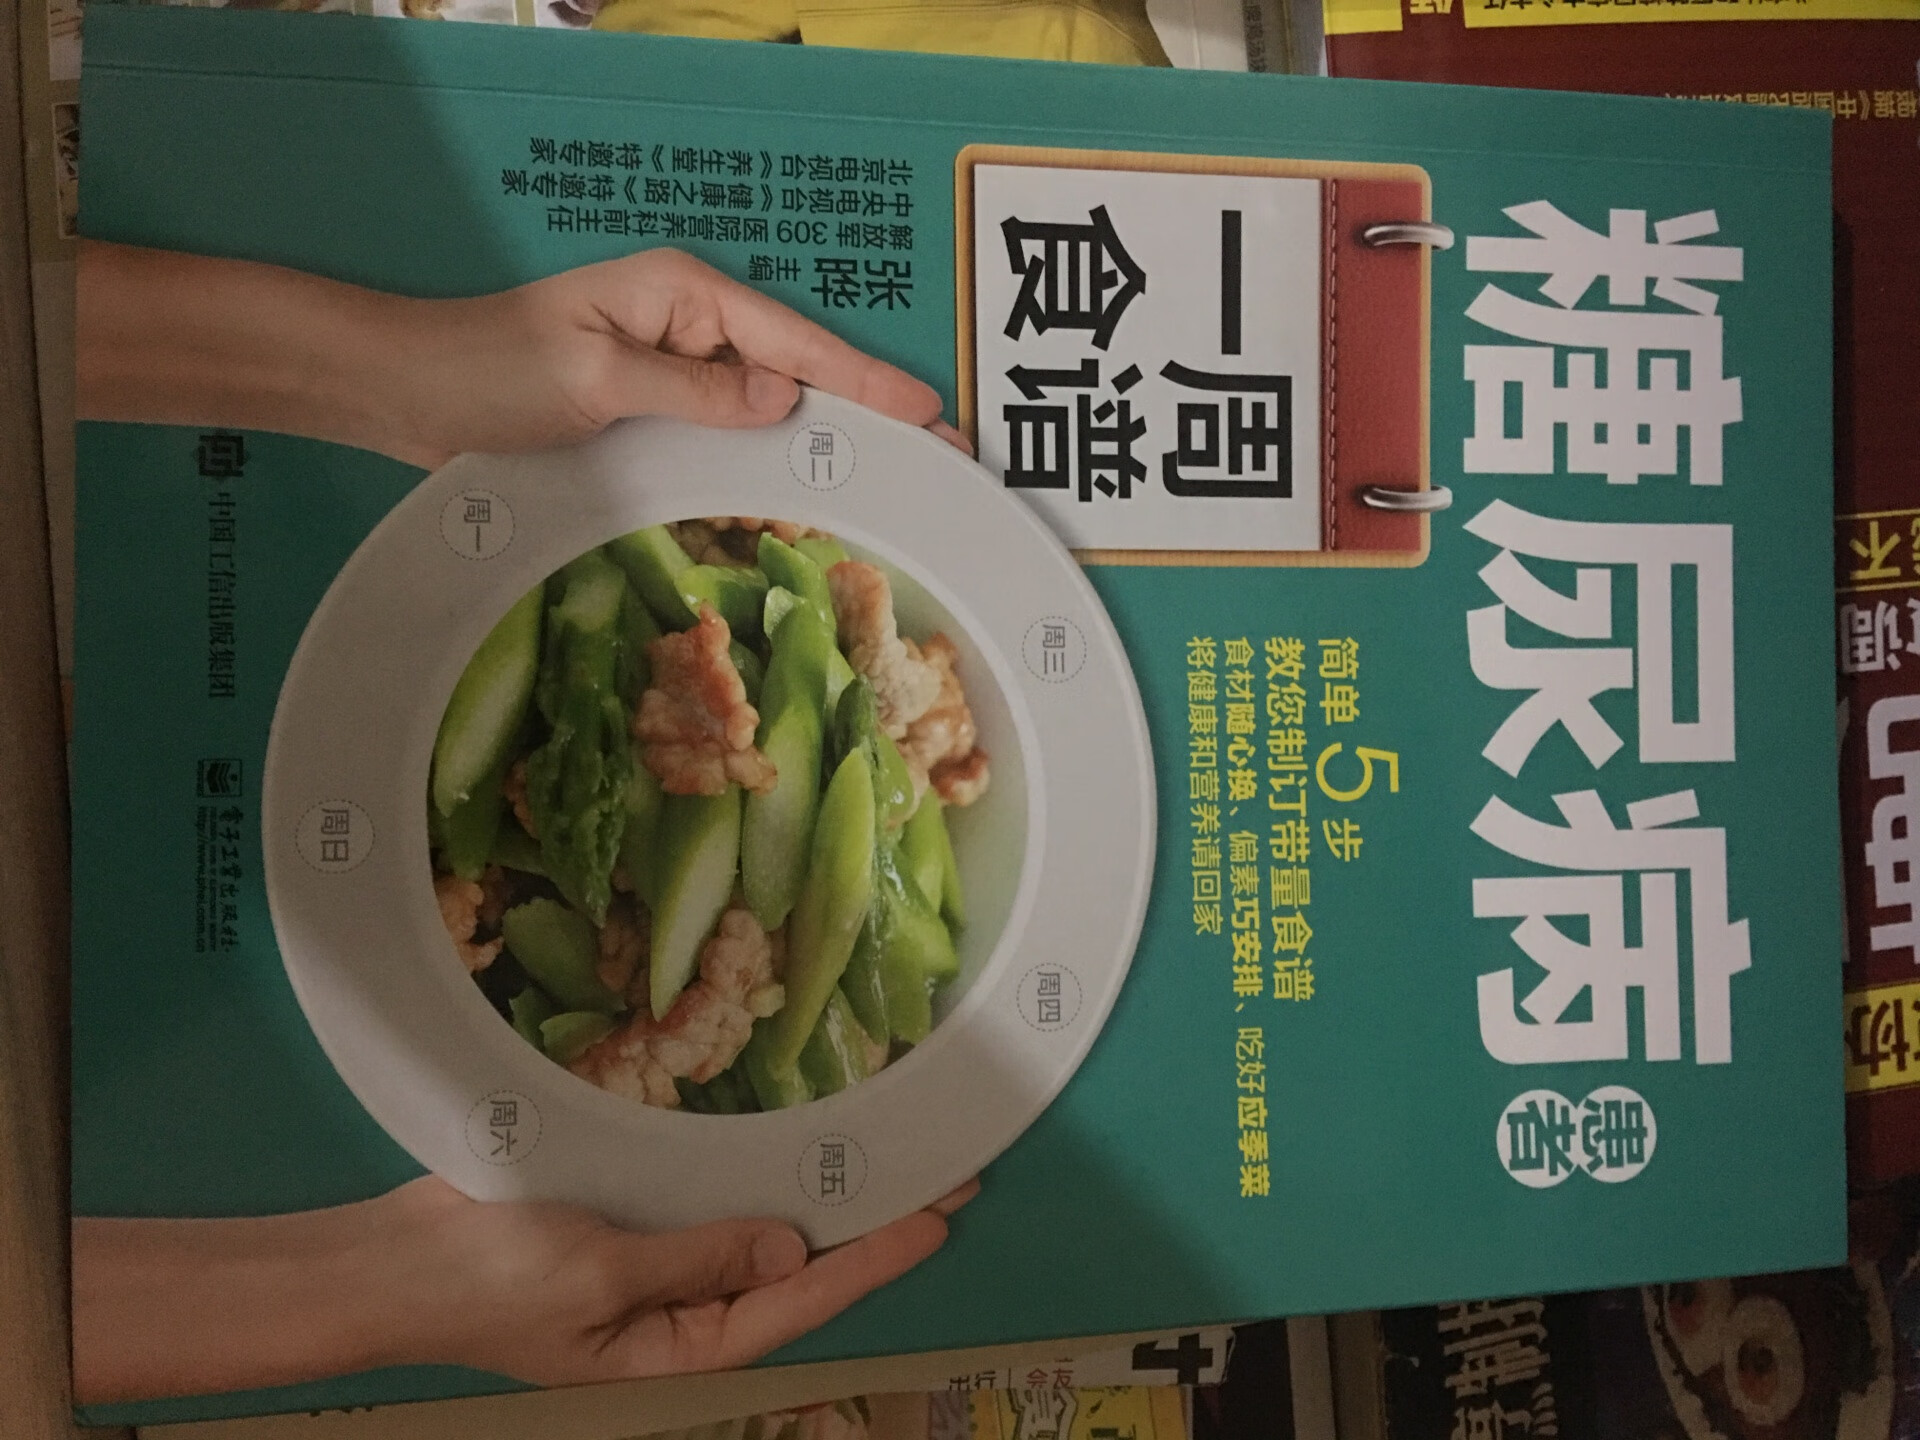 糖尿病
患者
一周
食谱
简单5步
教您制订带量食谱
食材随心换、偏素巧安排、吃好应季菜
将健康和营养请回家
北京电视台《养生堂》特邀专家
中央电视台《健康之路》特邀专家
解放军309医院营养科前主任
张晔 主编
周一
周二
周三
周四
周五
周六
周日
中国工信出版集团
电子工业出版社
http://www.phei.com.cn